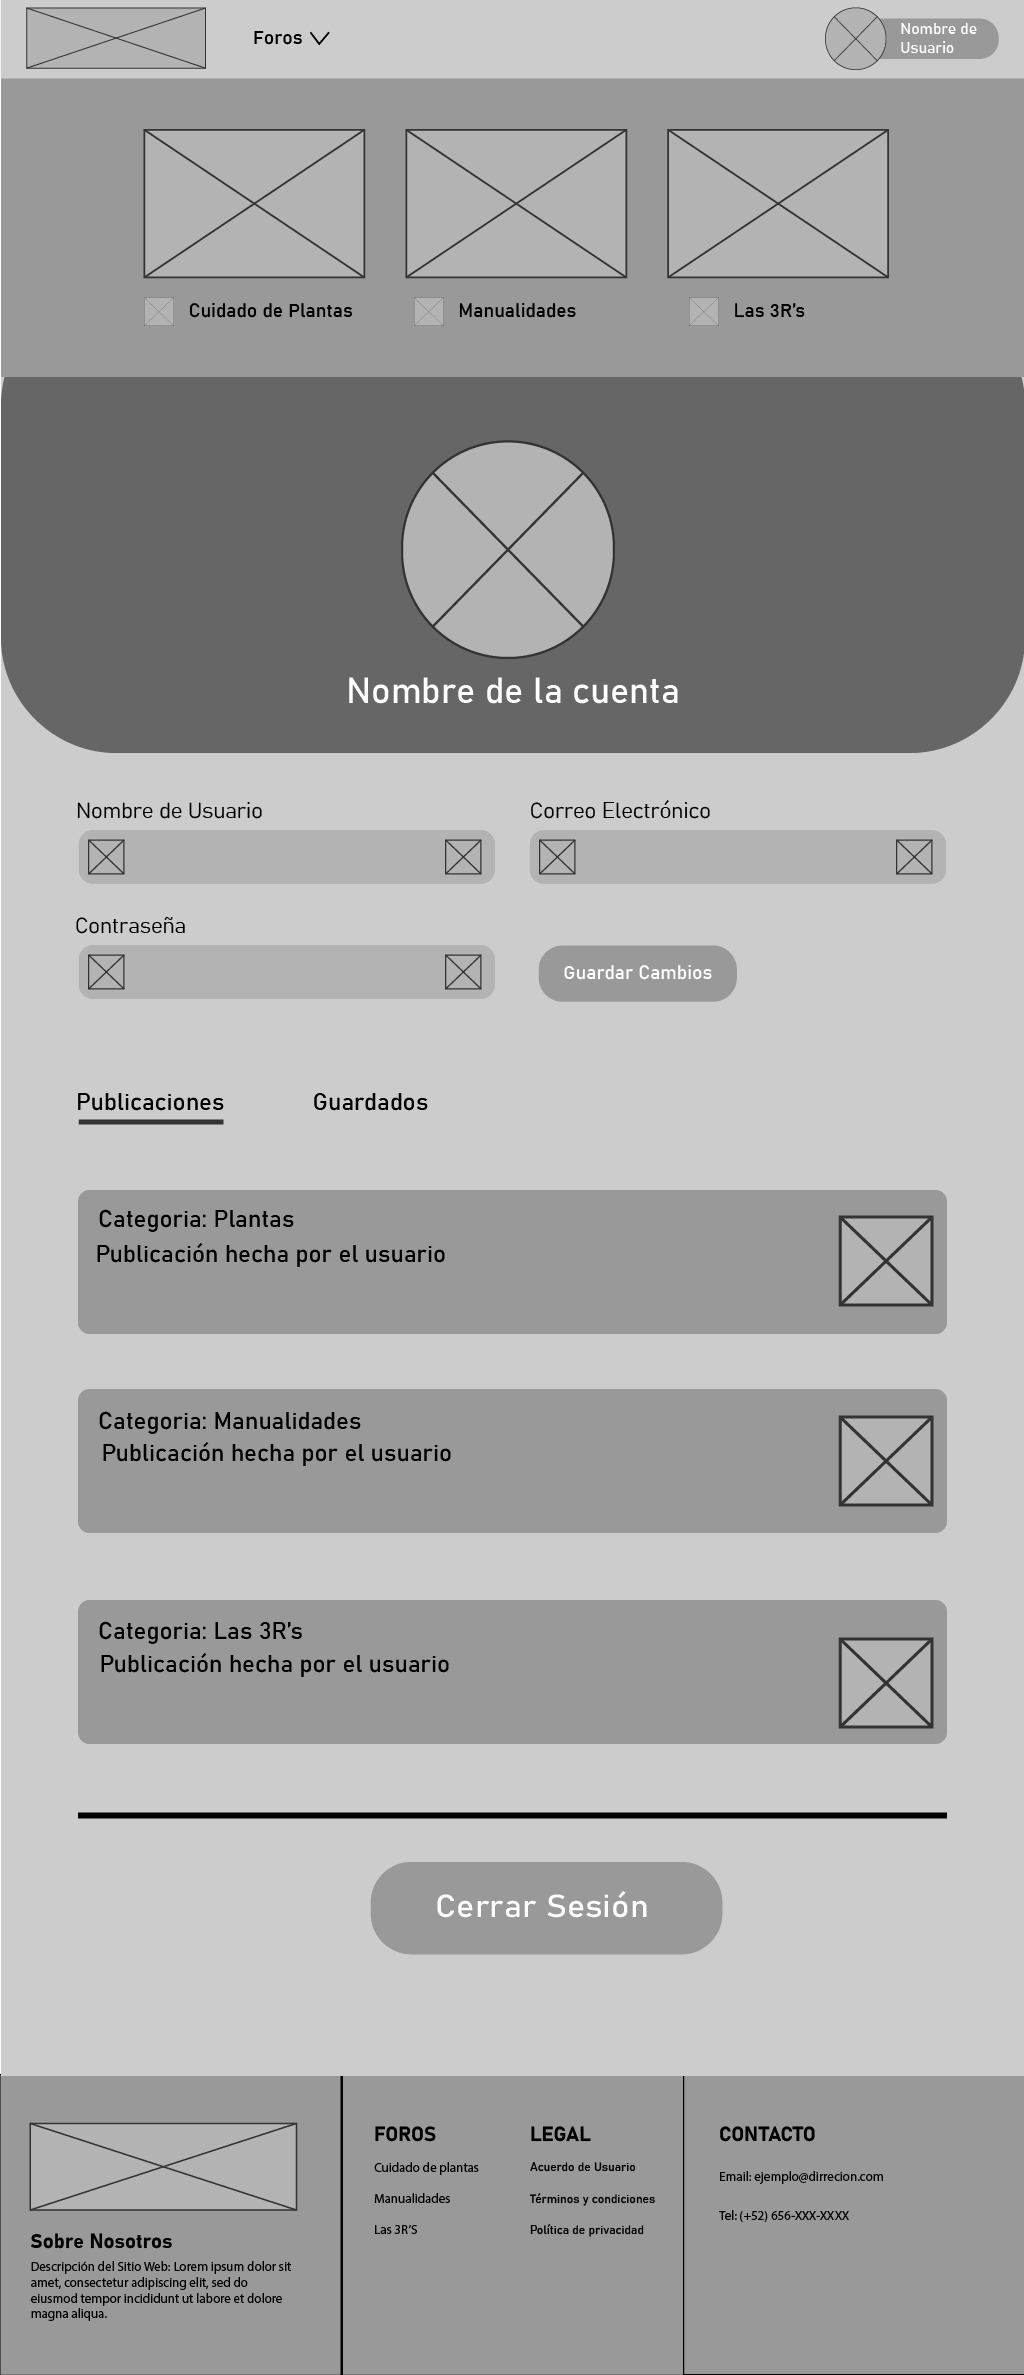 Foros
Nombre de
Usuario
Cuidado de Plantas
Manualidades
Las 3R's
Nombre de la cuenta
Nombre de Usuario
Correo Electrónico
Contraseña
Guardar Cambios
Publicaciones
Guardados
Categoria: Plantas
Publicación hecha por el usuario
Categoria: Manualidades
Publicación hecha por el usuario
Categoria: Las 3R's
Publicación hecha por el usuario
Cerrar Sesión
Sobre Nosotros
Descripción del Sitio Web: Lorem ipsum dolor sit
amet, consectetur adipiscing elit, sed do
eiusmod tempor incididunt ut labore et dolore
magna aliqua.
FOROS
Cuidado de plantas
Manualidades
Las 3R'S
LEGAL
Acuerdo de Usuario
Términos y condiciones
Política de privacidad
CONTACTO
Email: ejemplo@dirrecion.com
Tel: (+52) 656-XXX-XXXX